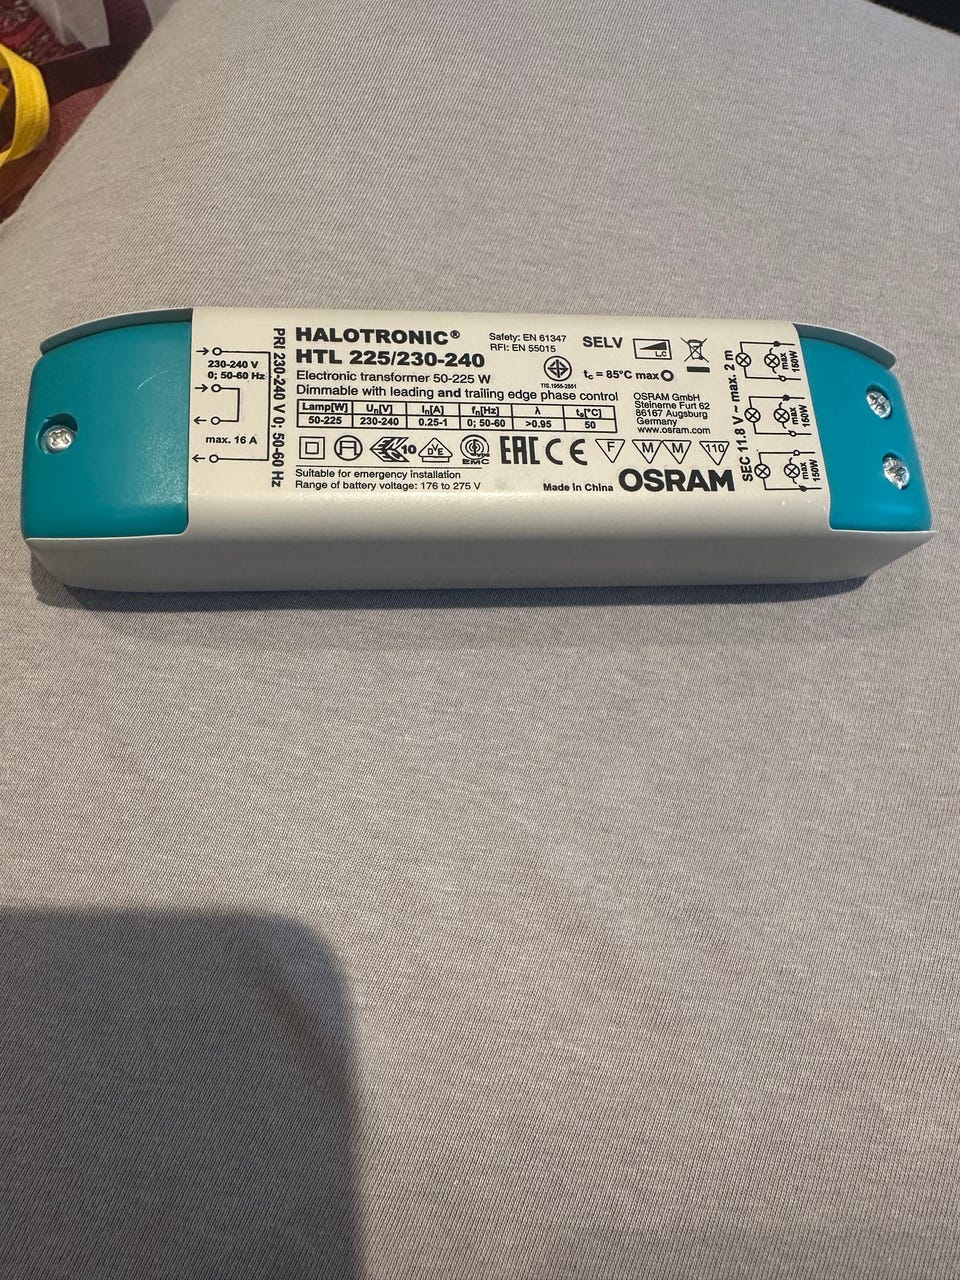 230-240 V
0; 50-60 Hz
max. 16 A
PRI 230-240 V 0; 50-60 Hz
HALOTRONIC®
HTL 225/230-240
Electronic transformer 50-225 W
Dimmable with leading and trailing edge phase control
Lamp[W] Un[V] In[A] fn[Hz] λ ta[°C]
50-225 230-240 0.25-1 0; 50-60 >0.95 50
10 VDE EMC EAC CE F M M 110
Suitable for emergency installation
Range of battery voltage: 176 to 275 V
Safety: EN 61347
RFI: EN 55015
TIS.1955-2551
SELV
L,C
tc = 85°C max
OSRAM GmbH
Steinerne Furt 62
86167 Augsburg
Germany
www.osram.com
Made in China
OSRAM
SEC 11.8 V~ max. 2 m
max
150W
max
150W
max
150W